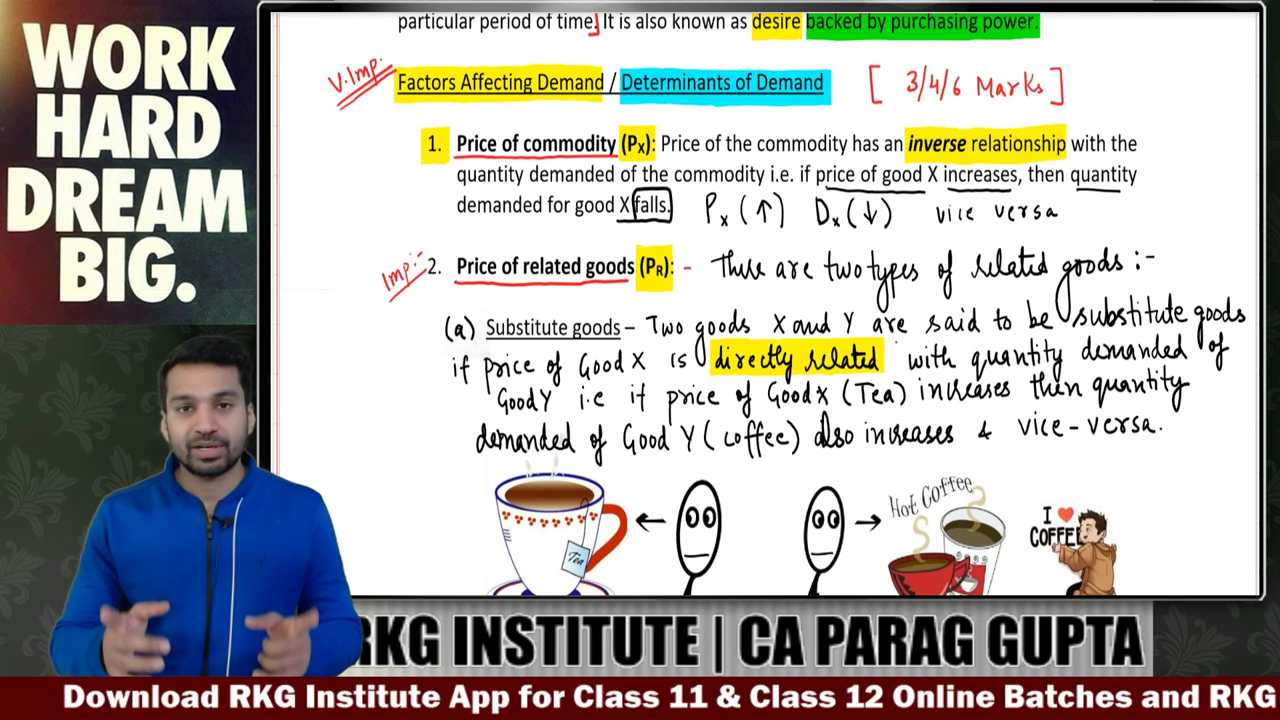 WORK
HARD
DREAM
BIG.
particular period of time. It is also known as desire backed by purchasing power.
V. Imp.
Factors Affecting Demand / Determinants of Demand [ 3/4/6 Marks ]
1. Price of commodity (PX): Price of the commodity has an inverse relationship with the
quantity demanded of the commodity i.e. if price of good X increases, then quantity
demanded for good X falls. Px (↑) Dx (↓) vice versa
Imp:-
2. Price of related goods (PR): - There are two types of related goods :-
(a) Substitute goods – Two goods X and Y are said to be substitute goods
if price of Good X is directly related with quantity demanded of
Good Y i.e if price of Good X (Tea) increases then quantity
demanded of Good Y (coffee) also increases & vice-versa.
Tea
Hot Coffee
I ❤
COFFEE
RKG INSTITUTE | CA PARAG GUPTA
Download RKG Institute App for Class 11 & Class 12 Online Batches and RKG